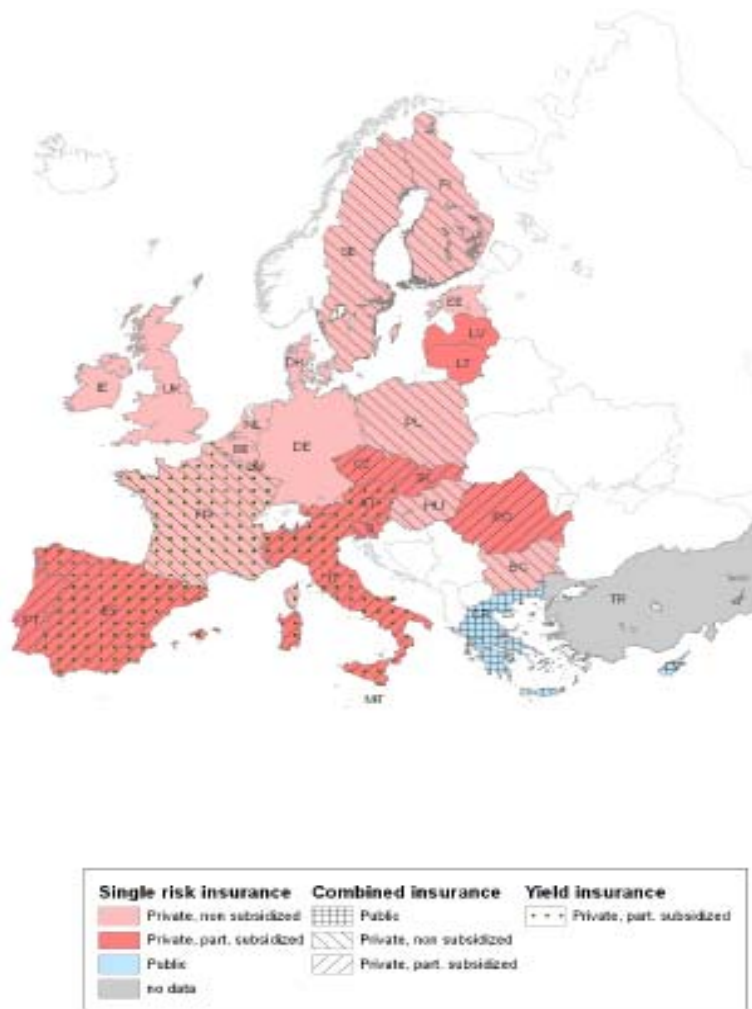 FI
SE
EE
LV
LT
DK
IE
UK
NL
PL
BE
DE
LU
CZ
SK
FR
AT
HU
RO
IT
BG
TR
PT
ES
MT
Single risk insurance
Private, non subsidized
Private, part. subsidized
Public
no data
Combined insurance
Public
Private, non subsidized
Private, part. subsidized
Yield insurance
Private, part. subsidized